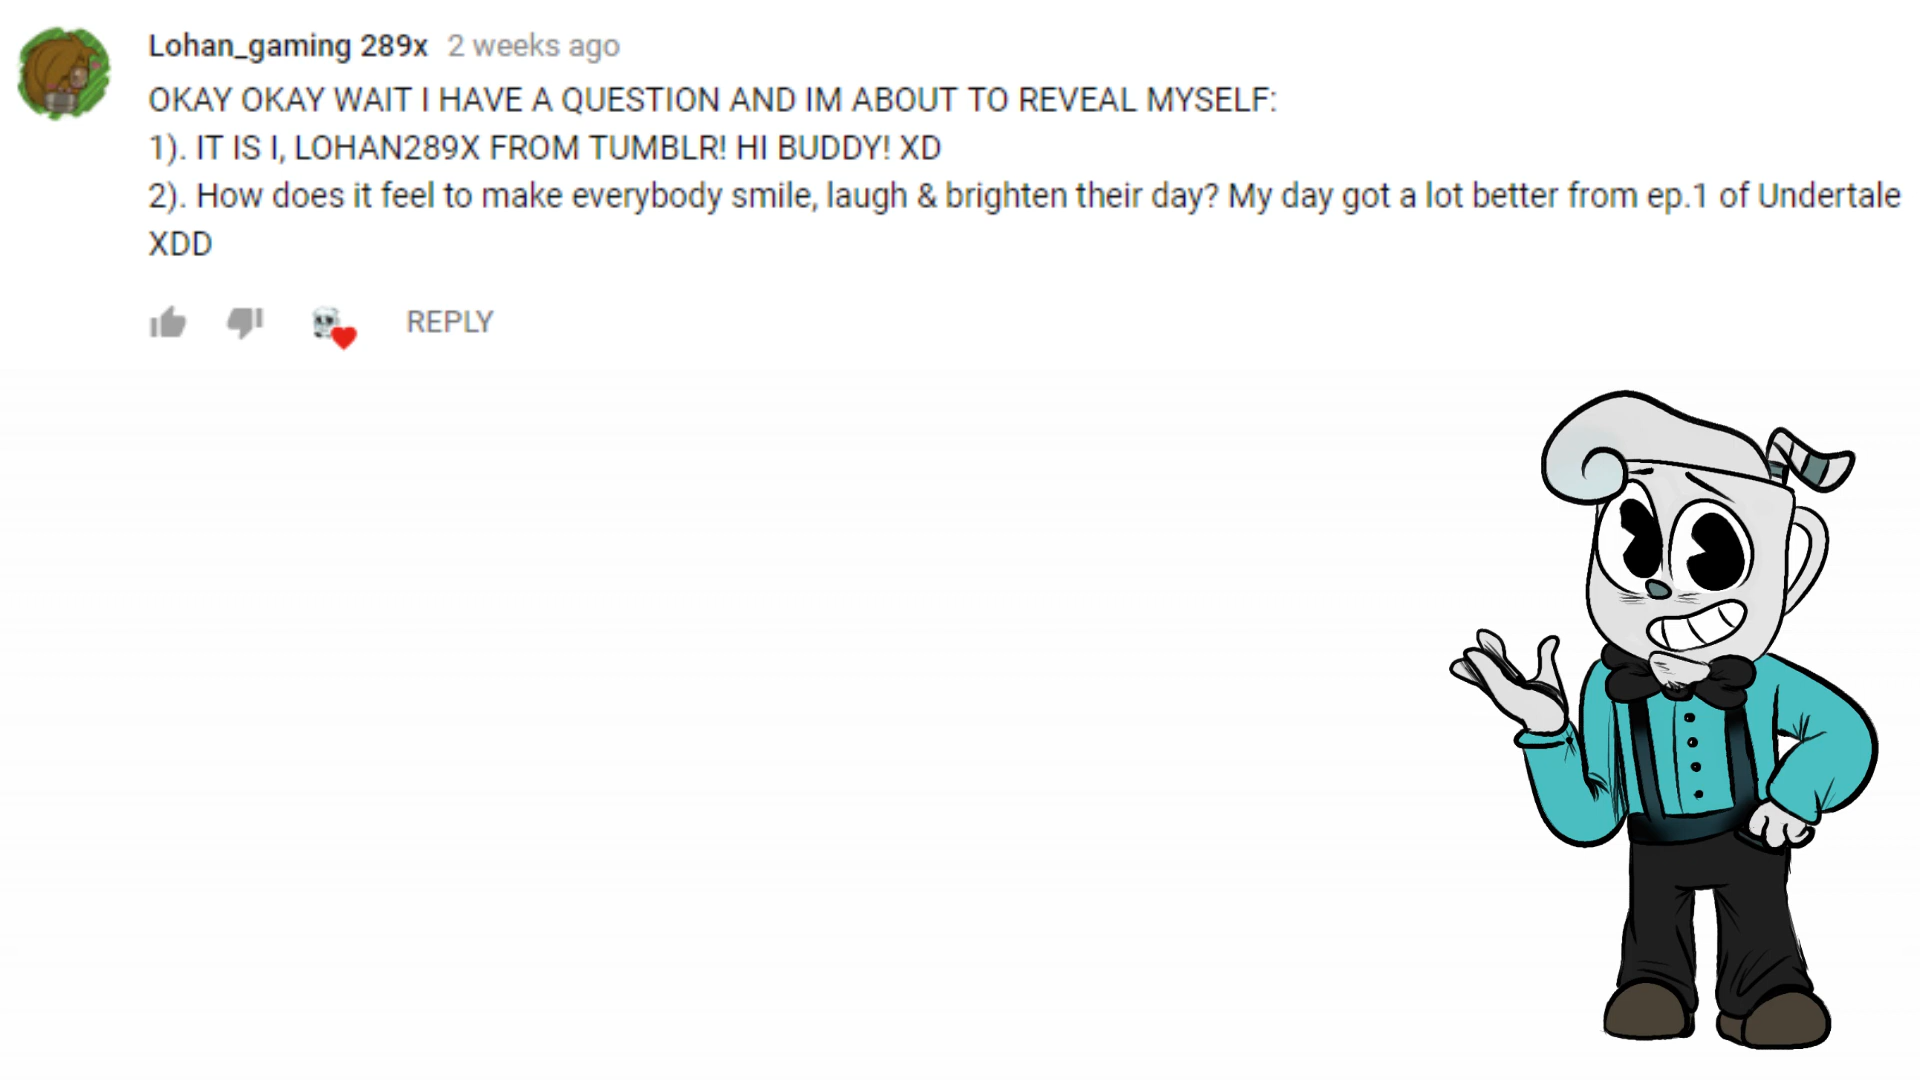 Lohan_gaming 289x 2 weeks ago
OKAY OKAY WAIT I HAVE A QUESTION AND IM ABOUT TO REVEAL MYSELF:
1). IT IS I, LOHAN289X FROM TUMBLR! HI BUDDY! XD
2). How does it feel to make everybody smile, laugh & brighten their day? My day got a lot better from ep.1 of Undertale
XDD
REPLY